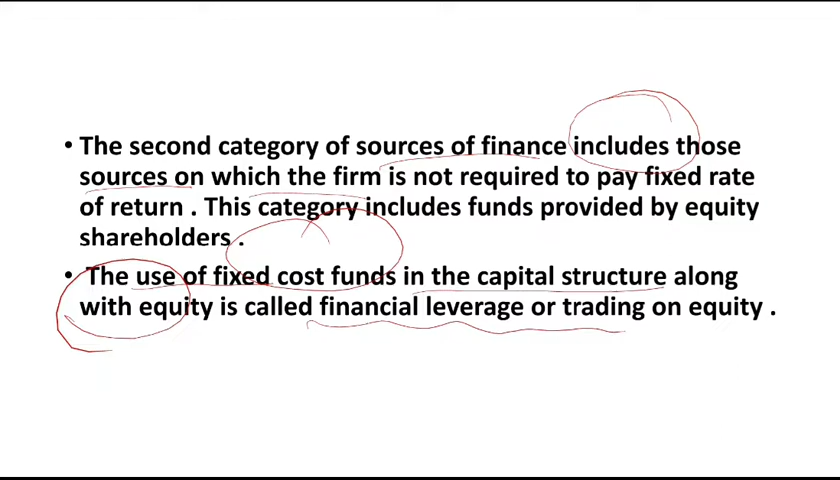 • The second category of sources of finance includes those
sources on which the firm is not required to pay fixed rate
of return . This category includes funds provided by equity
shareholders .
• The use of fixed cost funds in the capital structure along
with equity is called financial leverage or trading on equity .